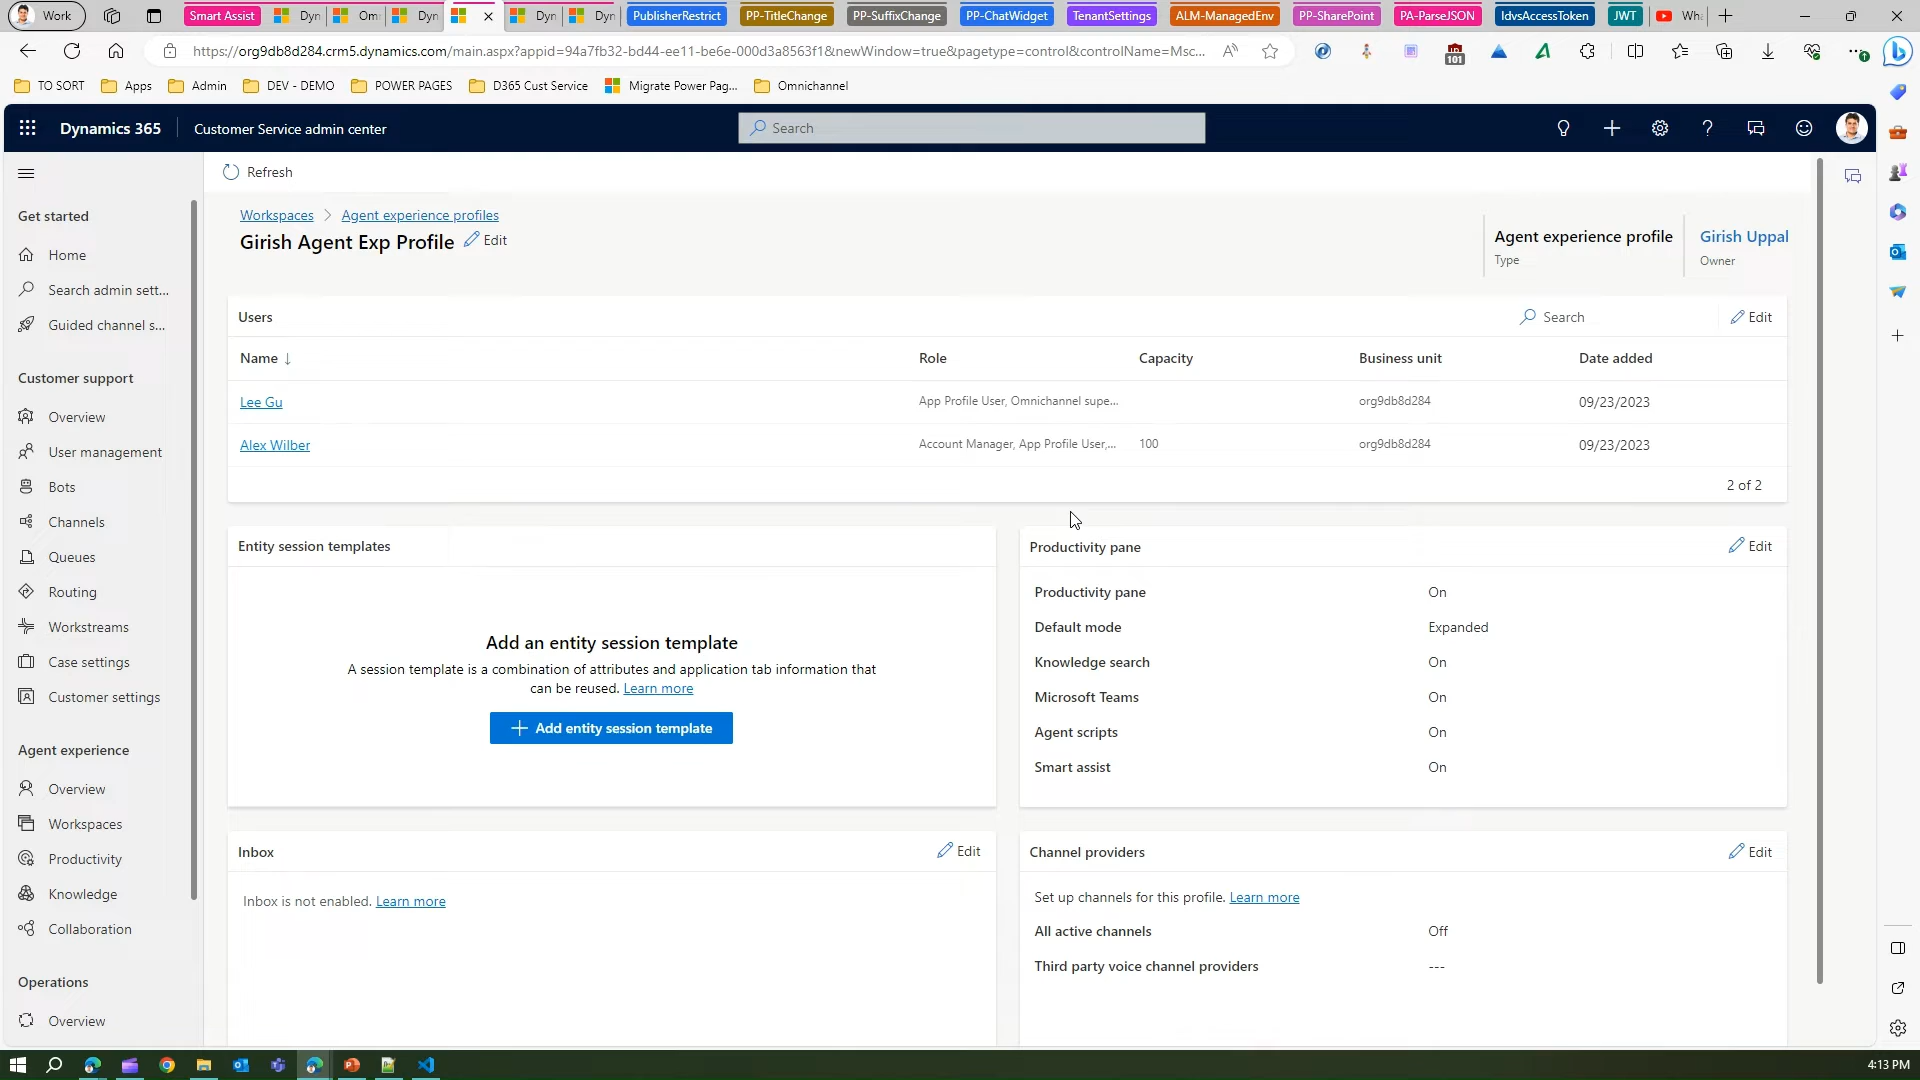 Work
Smart Assist
Dyn
Om
Dyn
Dyn
Dyn
PublisherRestrict
PP-TitleChange
PP-SuffixChange
PP-ChatWidget
TenantSettings
ALM-ManagedEnv
PP-SharePoint
PA-ParseJSON
IdvsAccessToken
JWT
Wh
https://org9db8d284.crm5.dynamics.com/main.aspx?appid=94a7fb32-bd44-ee11-be6e-000d3a8563f1&newWindow=true&pagetype=control&controlName=Msc...
101
TO SORT
Apps
Admin
DEV - DEMO
POWER PAGES
D365 Cust Service
Migrate Power Pag...
Omnichannel
Dynamics 365
Customer Service admin center
Search
Refresh
Get started
Home
Search admin sett...
Guided channel s...
Customer support
Overview
User management
Bots
Channels
Queues
Routing
Workstreams
Case settings
Customer settings
Agent experience
Overview
Workspaces
Productivity
Knowledge
Collaboration
Operations
Overview
Workspaces > Agent experience profiles
Girish Agent Exp Profile
Edit
Agent experience profile
Type
Girish Uppal
Owner
Users
Search
Edit
Name ↓ Role Capacity Business unit Date added
Lee Gu App Profile User, Omnichannel supe... org9db8d284 09/23/2023
Alex Wilber Account Manager, App Profile User,... 100 org9db8d284 09/23/2023
2 of 2
Entity session templates
Add an entity session template
A session template is a combination of attributes and application tab information that
can be reused. Learn more
+ Add entity session template
Productivity pane
Edit
Productivity pane On
Default mode Expanded
Knowledge search On
Microsoft Teams On
Agent scripts On
Smart assist On
Inbox
Edit
Inbox is not enabled. Learn more
Channel providers
Edit
Set up channels for this profile. Learn more
All active channels Off
Third party voice channel providers ---
4:13 PM